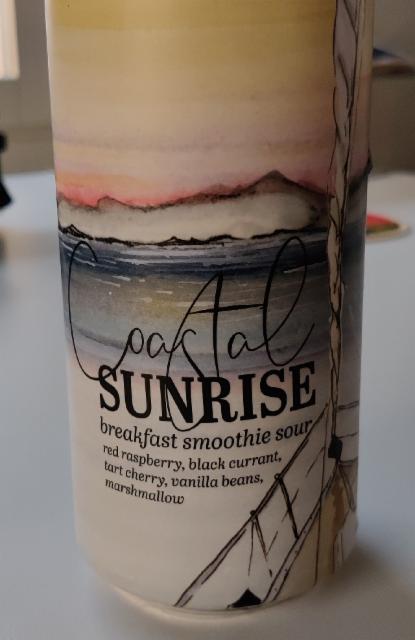 Coastal
SUNRISE
breakfast smoothie sour
red raspberry, black currant,
tart cherry, vanilla beans,
marshmallow